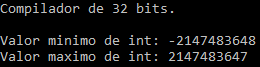 Compilador de 32 bits.
Valor minimo de int: -2147483648
Valor maximo de int: 2147483647